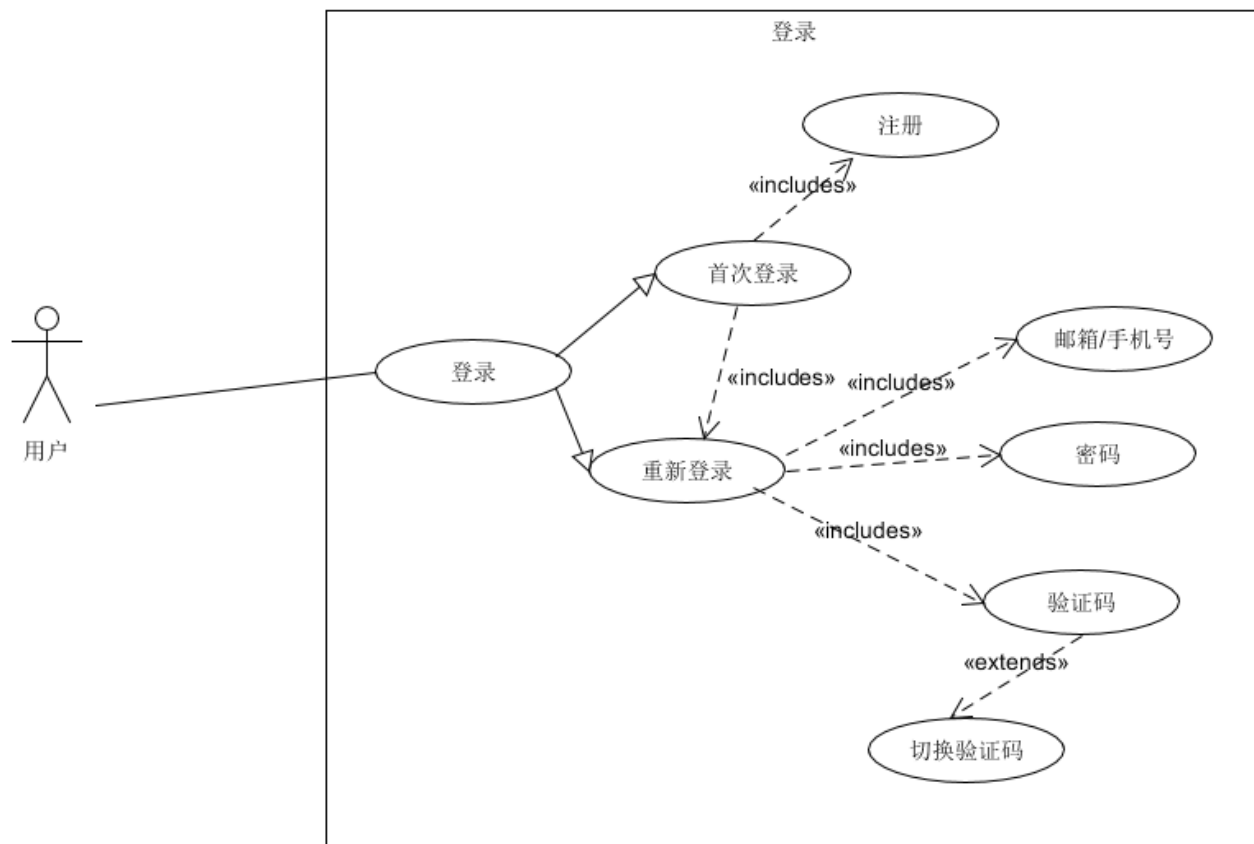 登录
注册
«includes»
首次登录
邮箱/手机号
登录
«includes»
«includes»
用户
«includes»
密码
重新登录
«includes»
验证码
«extends»
切换验证码